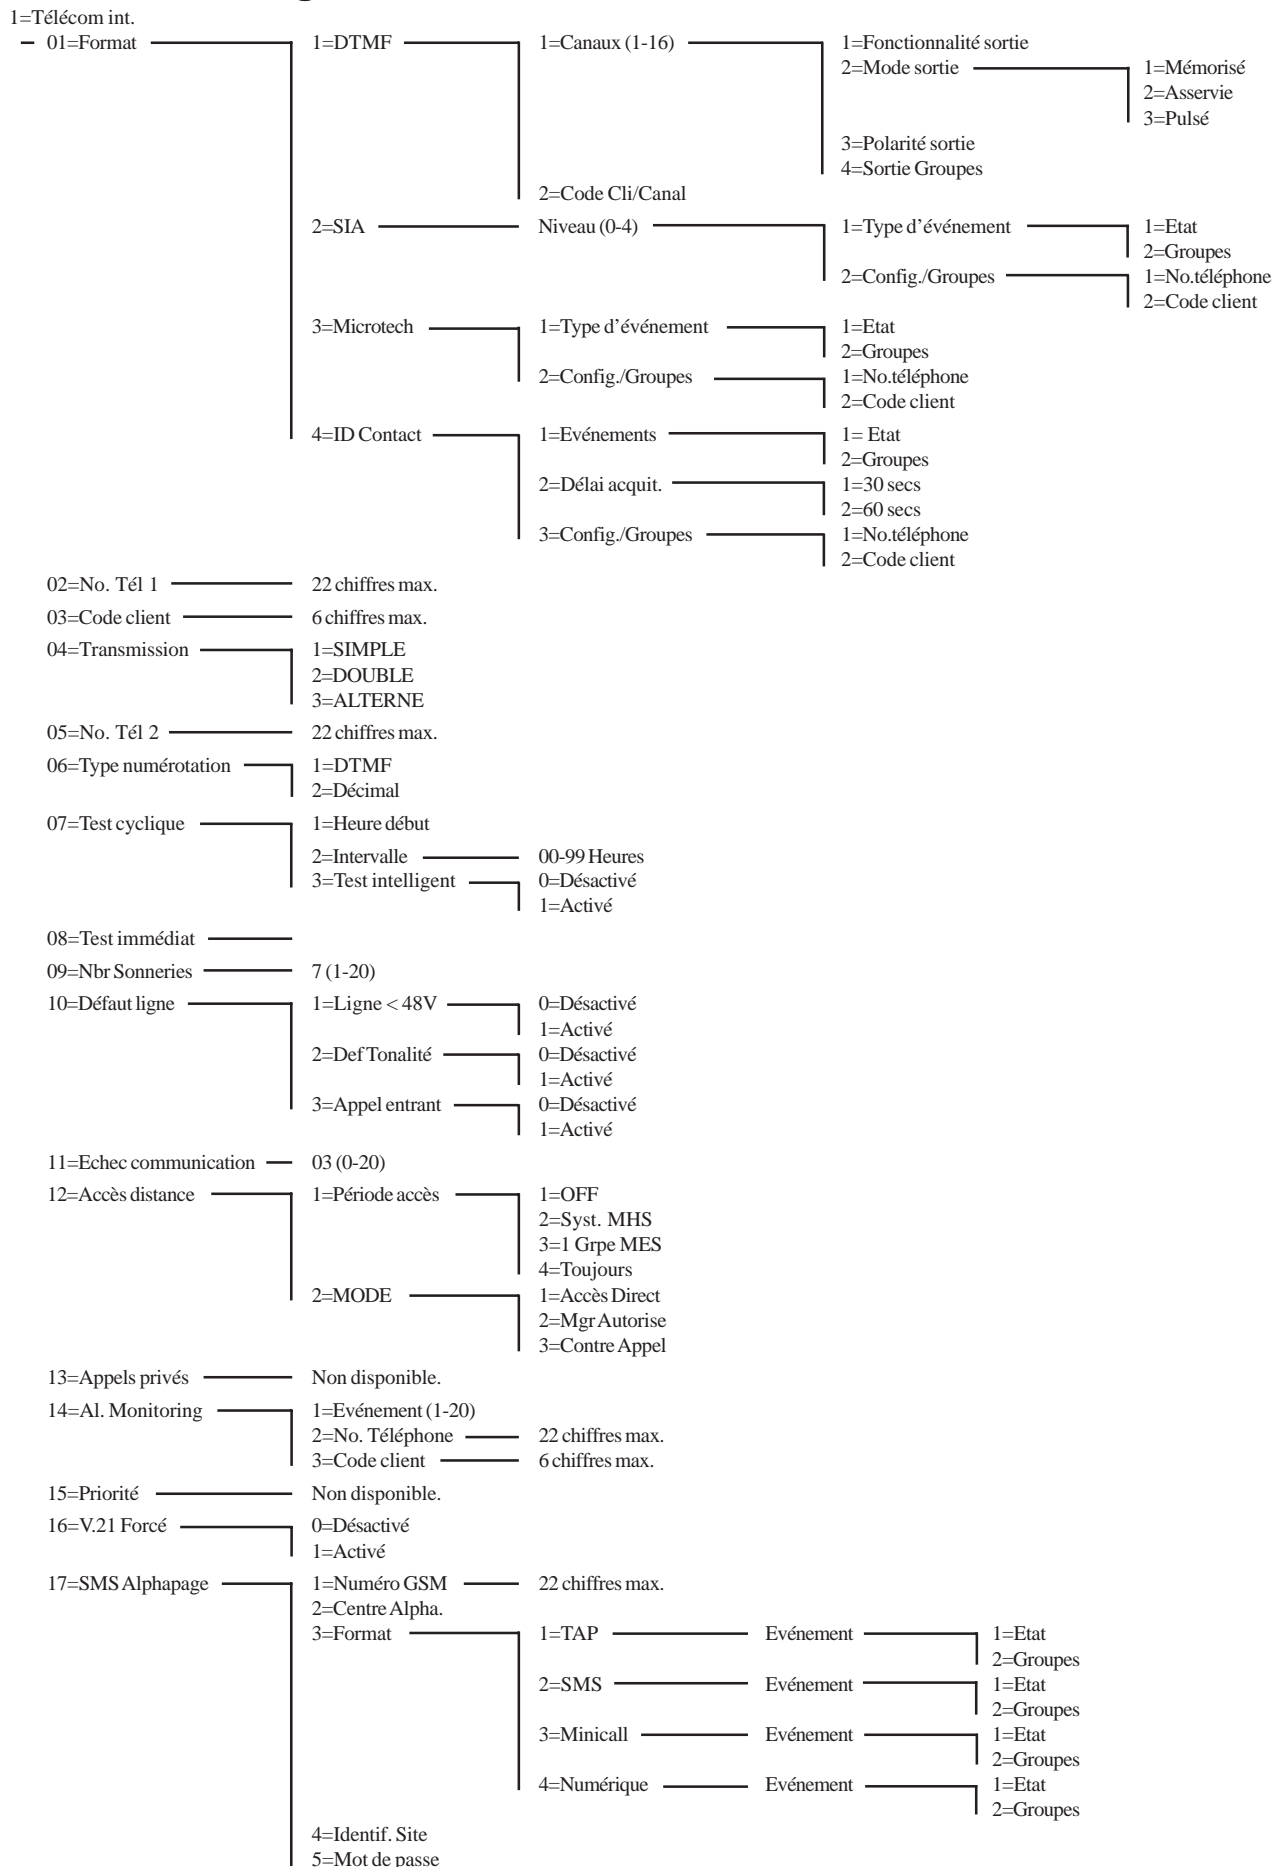 1=Télécom int.
01=Format 1=DTMF 1=Canaux (1-16) 1=Fonctionnalité sortie
2=Mode sortie 1=Mémorisé
2=Asservie
3=Pulsé
3=Polarité sortie
4=Sortie Groupes
2=Code Cli/Canal
2=SIA Niveau (0-4) 1=Type d'événement 1=Etat
2=Groupes
2=Config./Groupes 1=No.téléphone
2=Code client
3=Microtech 1=Type d'événement 1=Etat
2=Groupes
2=Config./Groupes 1=No.téléphone
2=Code client
4=ID Contact 1=Evénements 1= Etat
2=Groupes
2=Délai acquit. 1=30 secs
2=60 secs
3=Config./Groupes 1=No.téléphone
2=Code client
02=No. Tél 1 22 chiffres max.
03=Code client 6 chiffres max.
04=Transmission 1=SIMPLE
2=DOUBLE
3=ALTERNE
05=No. Tél 2 22 chiffres max.
06=Type numérotation 1=DTMF
2=Décimal
07=Test cyclique 1=Heure début
2=Intervalle 00-99 Heures
3=Test intelligent 0=Désactivé
1=Activé
08=Test immédiat
09=Nbr Sonneries 7 (1-20)
10=Défaut ligne 1=Ligne < 48V 0=Désactivé
1=Activé
2=Def Tonalité 0=Désactivé
1=Activé
3=Appel entrant 0=Désactivé
1=Activé
11=Echec communication 03 (0-20)
12=Accès distance 1=Période accès 1=OFF
2=Syst. MHS
3=1 Grpe MES
4=Toujours
2=MODE 1=Accès Direct
2=Mgr Autorise
3=Contre Appel
13=Appels privés Non disponible.
14=Al. Monitoring 1=Evénement (1-20)
2=No. Téléphone 22 chiffres max.
3=Code client 6 chiffres max.
15=Priorité Non disponible.
16=V.21 Forcé 0=Désactivé
1=Activé
17=SMS Alphapage 1=Numéro GSM 22 chiffres max.
2=Centre Alpha.
3=Format 1=TAP Evénement 1=Etat
2=Groupes
2=SMS Evénement 1=Etat
2=Groupes
3=Minicall Evénement 1=Etat
2=Groupes
4=Numérique Evénement 1=Etat
2=Groupes
4=Identif. Site
5=Mot de passe